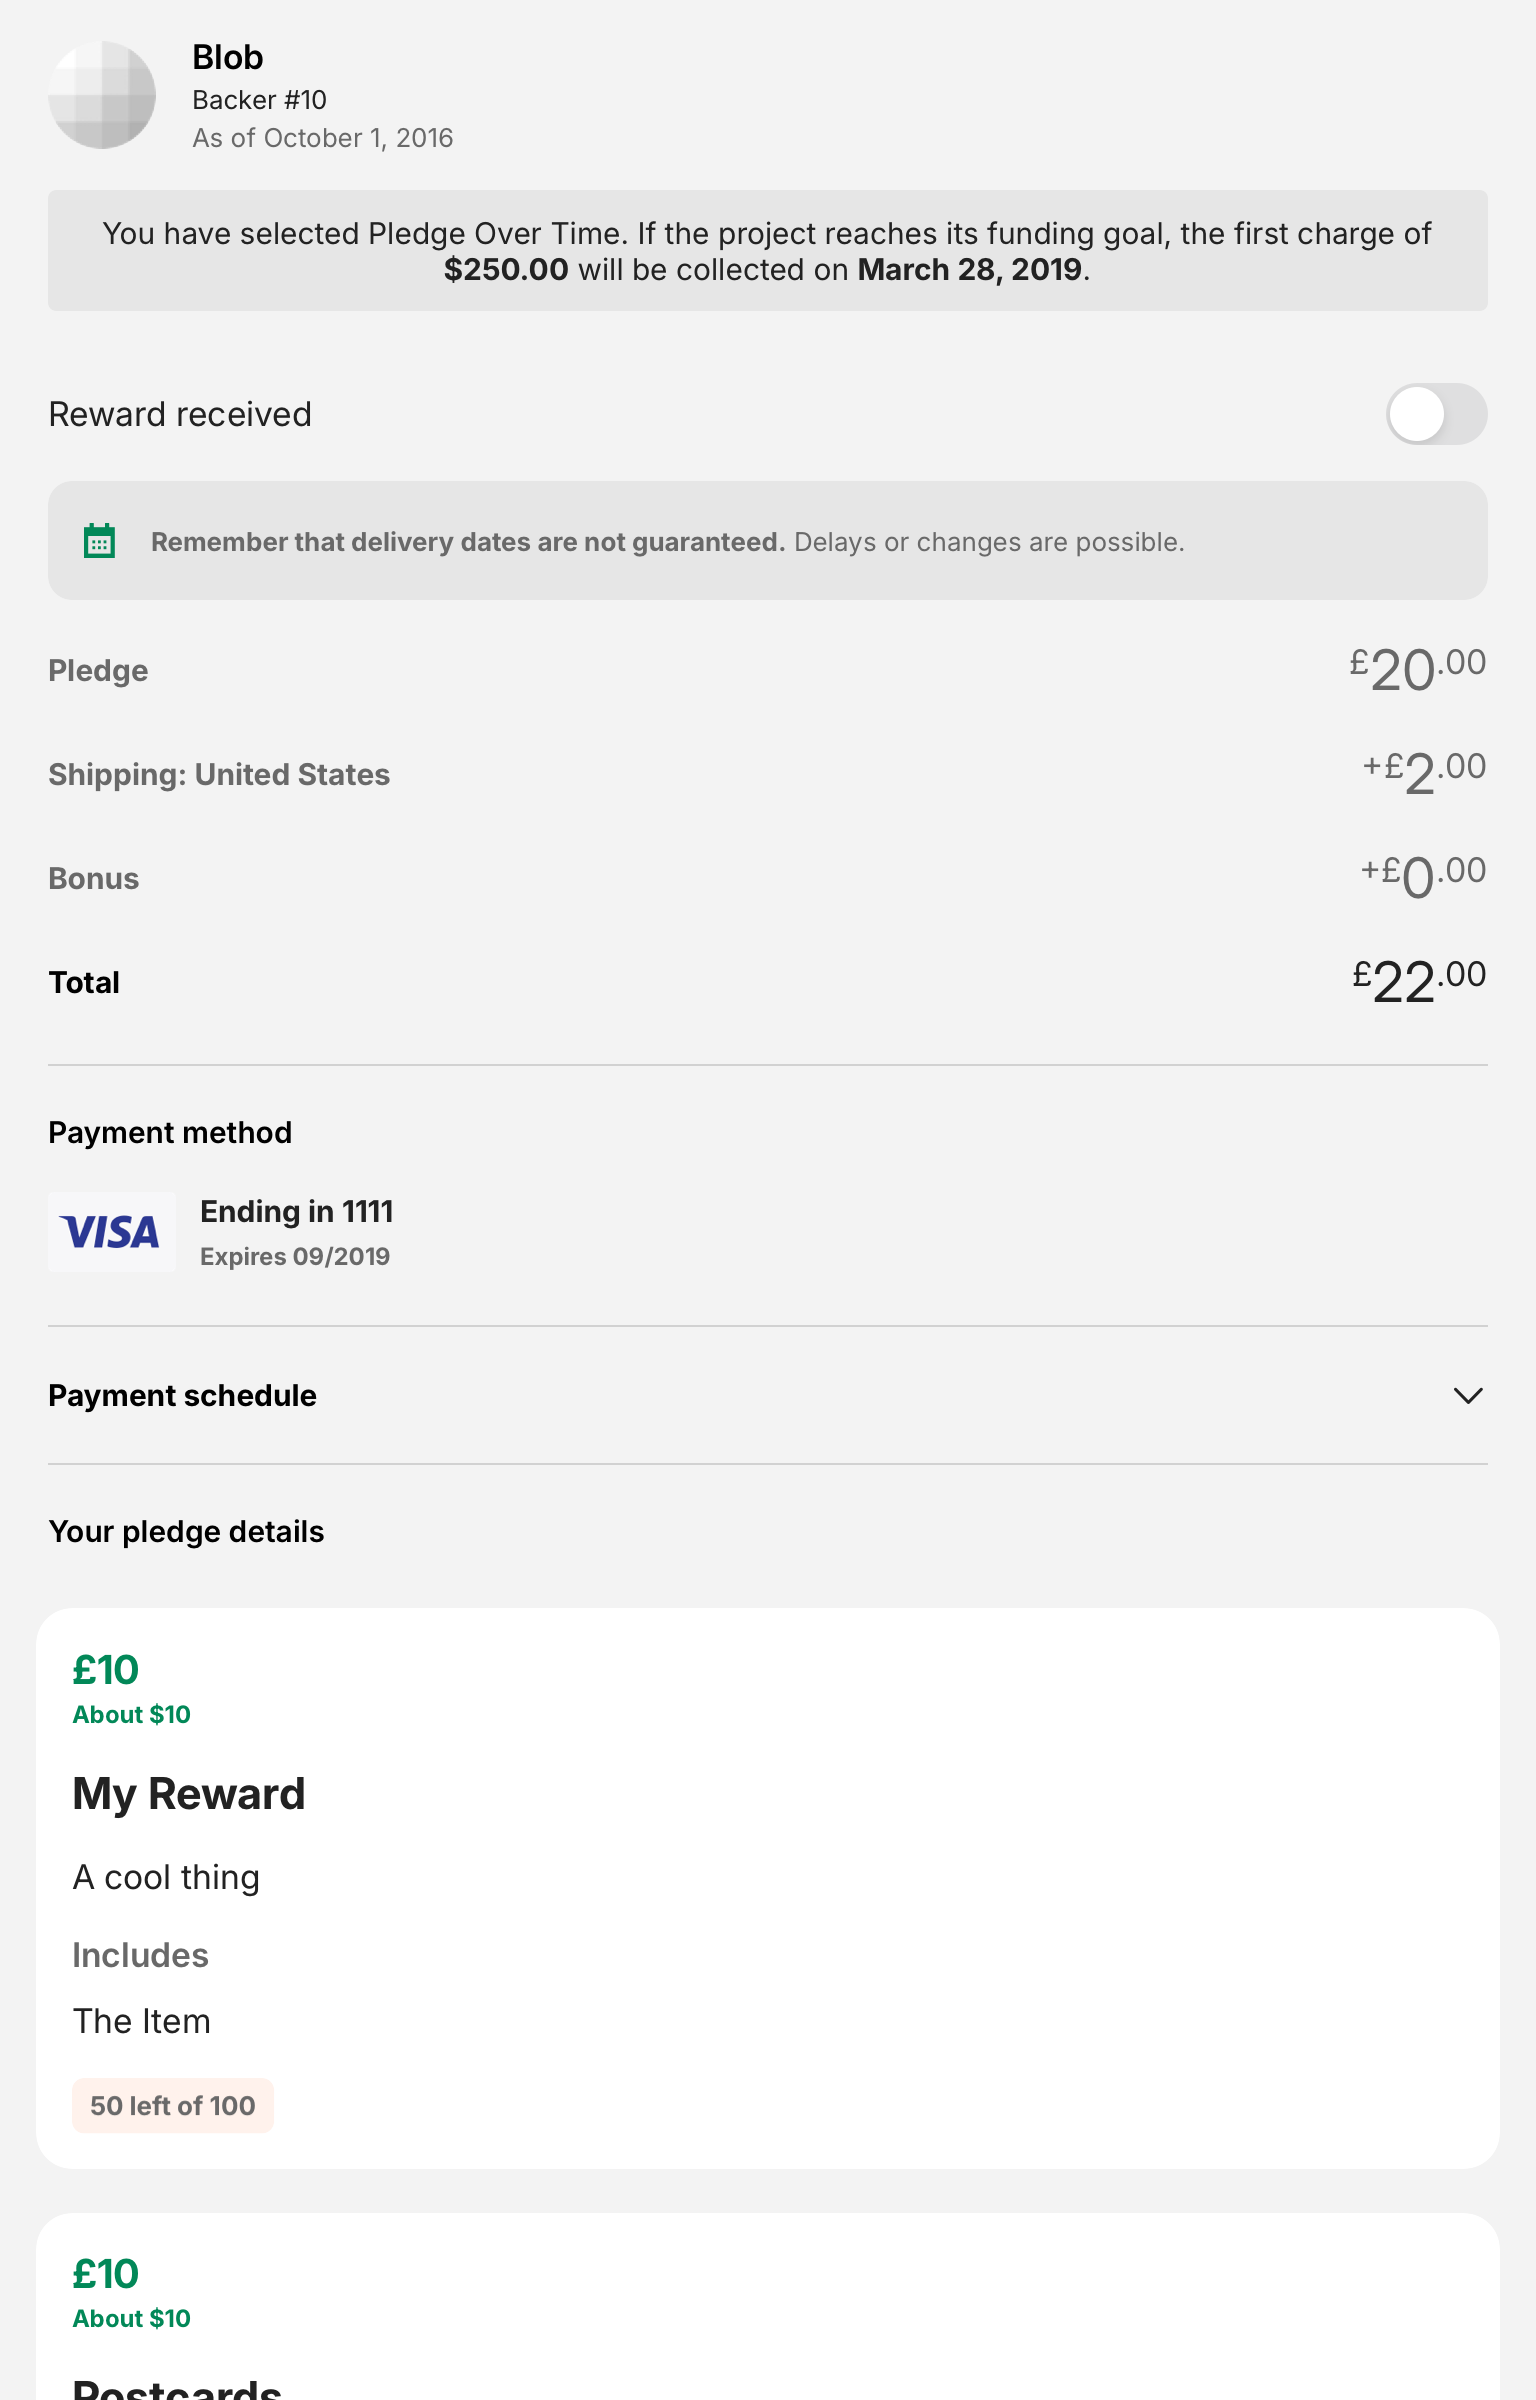 Blob
Backer #10
As of October 1, 2016
You have selected Pledge Over Time. If the project reaches its funding goal, the first charge of
$250.00 will be collected on March 28, 2019.
Reward received
Remember that delivery dates are not guaranteed. Delays or changes are possible.
Pledge £20.00
Shipping: United States +£2.00
Bonus +£0.00
Total £22.00
Payment method
VISA Ending in 1111
Expires 09/2019
Payment schedule
Your pledge details
£10
About $10
My Reward
A cool thing
Includes
The Item
50 left of 100
£10
About $10
Postcards